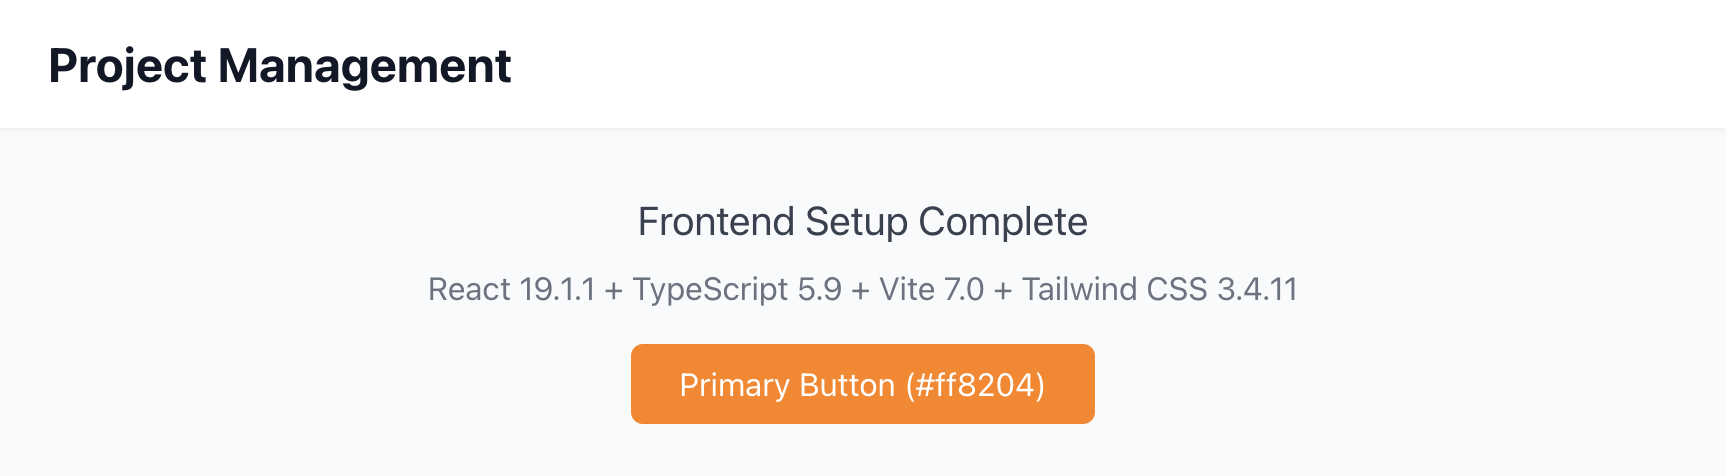 Project Management
Frontend Setup Complete
React 19.1.1 + TypeScript 5.9 + Vite 7.0 + Tailwind CSS 3.4.11
Primary Button (#ff8204)